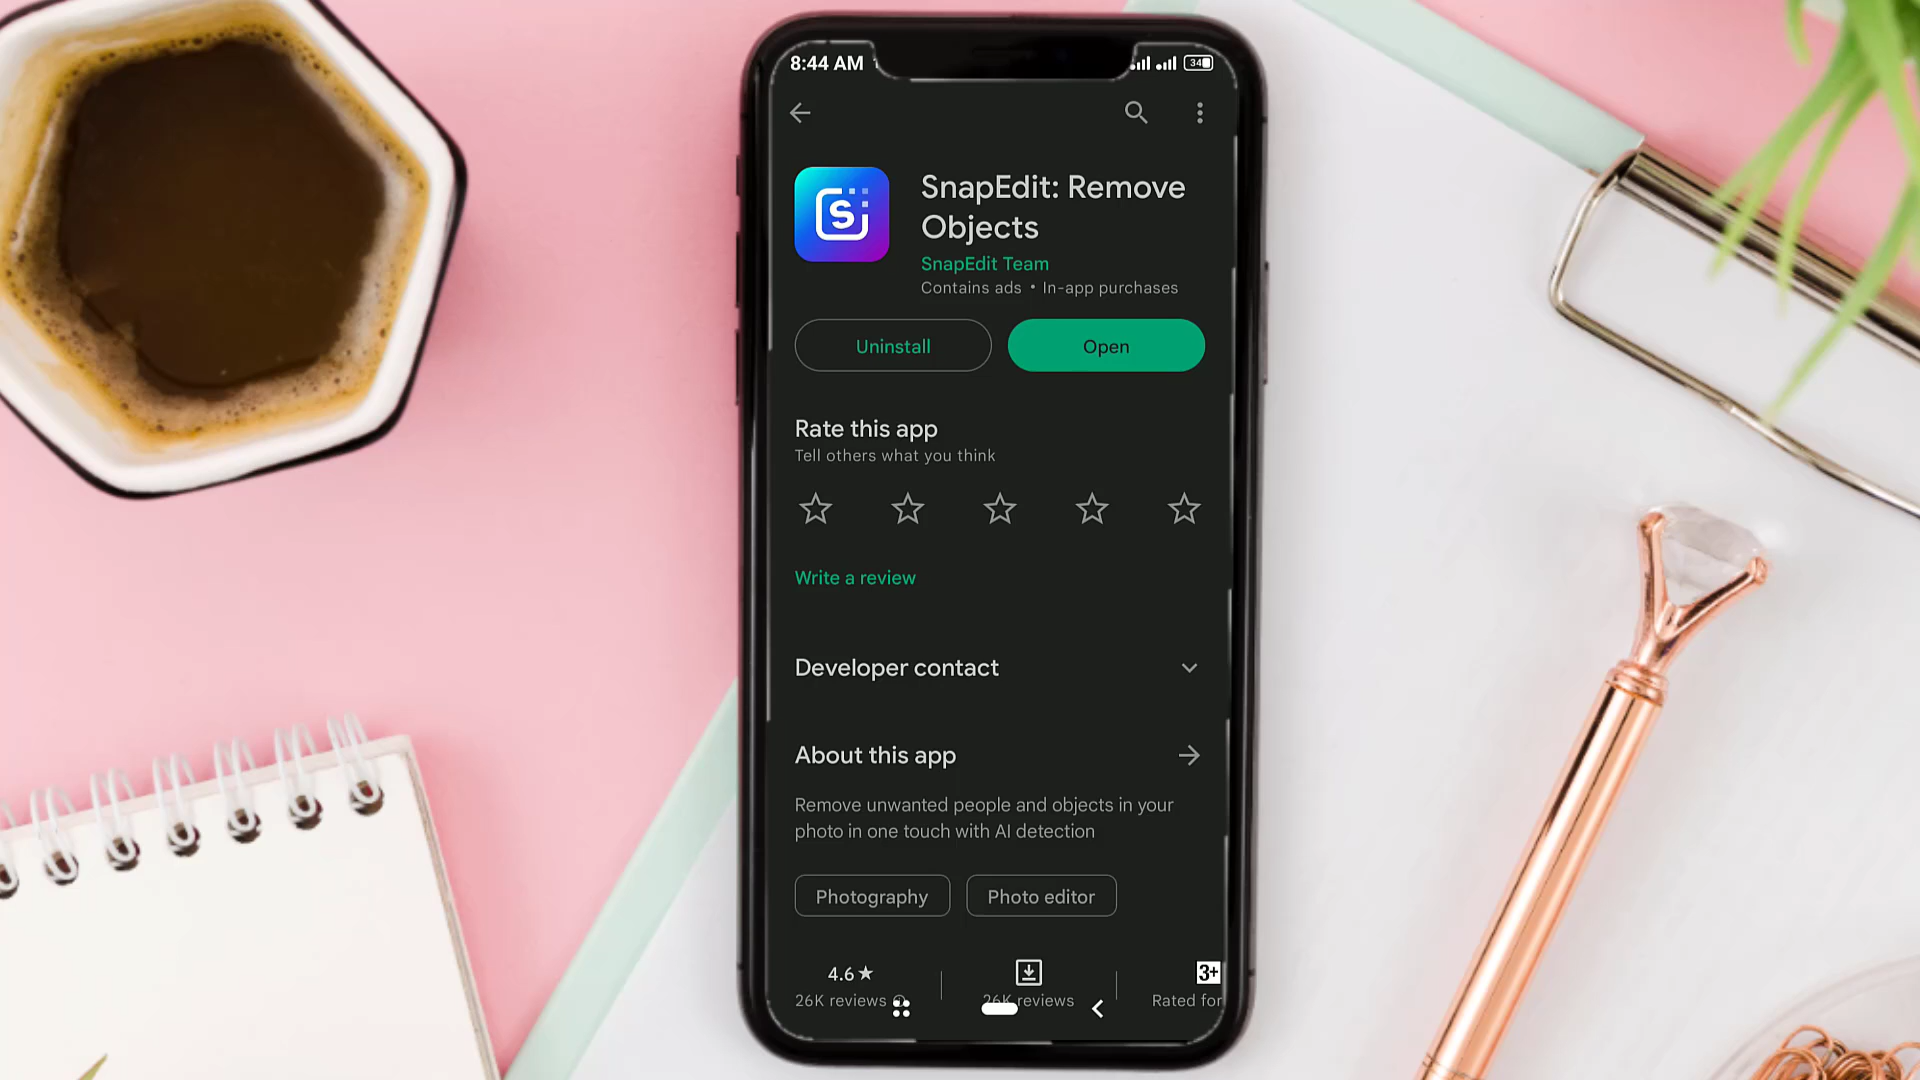 8:44 AM
34
SnapEdit: Remove
Objects
SnapEdit Team
Contains ads • In-app purchases
Uninstall
Open
Rate this app
Tell others what you think
Write a review
Developer contact
About this app
Remove unwanted people and objects in your
photo in one touch with AI detection
Photography
Photo editor
4.6★
3+
26K reviews
26K reviews
Rated for
S